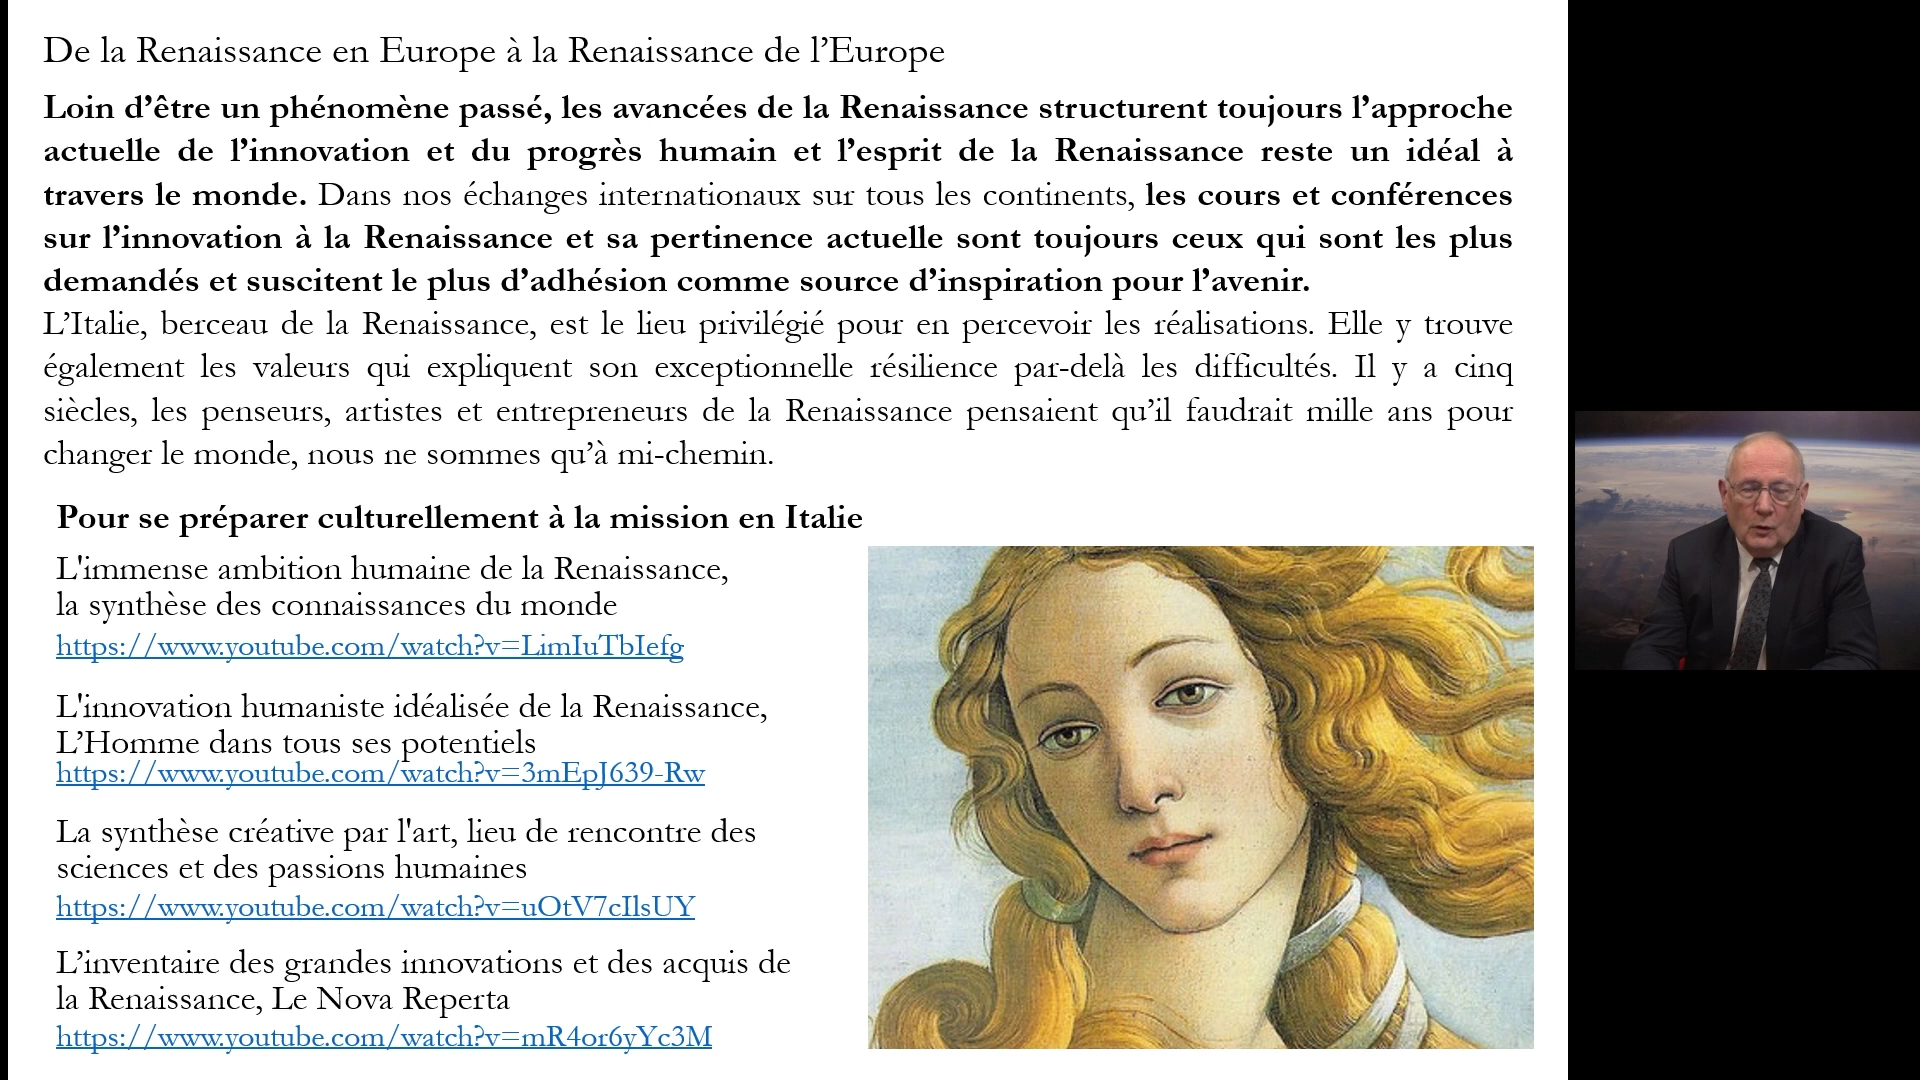 De la Renaissance en Europe à la Renaissance de l’Europe
Loin d’être un phénomène passé, les avancées de la Renaissance structurent toujours l’approche
actuelle de l’innovation et du progrès humain et l’esprit de la Renaissance reste un idéal à
travers le monde. Dans nos échanges internationaux sur tous les continents, les cours et conférences
sur l’innovation à la Renaissance et sa pertinence actuelle sont toujours ceux qui sont les plus
demandés et suscitent le plus d’adhésion comme source d’inspiration pour l’avenir.
L’Italie, berceau de la Renaissance, est le lieu privilégié pour en percevoir les réalisations. Elle y trouve
également les valeurs qui expliquent son exceptionnelle résilience par-delà les difficultés. Il y a cinq
siècles, les penseurs, artistes et entrepreneurs de la Renaissance pensaient qu’il faudrait mille ans pour
changer le monde, nous ne sommes qu’à mi-chemin.
Pour se préparer culturellement à la mission en Italie
L'immense ambition humaine de la Renaissance,
la synthèse des connaissances du monde
https://www.youtube.com/watch?v=LimIuTbIefg
L'innovation humaniste idéalisée de la Renaissance,
L’Homme dans tous ses potentiels
https://www.youtube.com/watch?v=3mEpJ639-Rw
La synthèse créative par l'art, lieu de rencontre des
sciences et des passions humaines
https://www.youtube.com/watch?v=uOtV7cIlsUY
L’inventaire des grandes innovations et des acquis de
la Renaissance, Le Nova Reperta
https://www.youtube.com/watch?v=mR4or6yYc3M